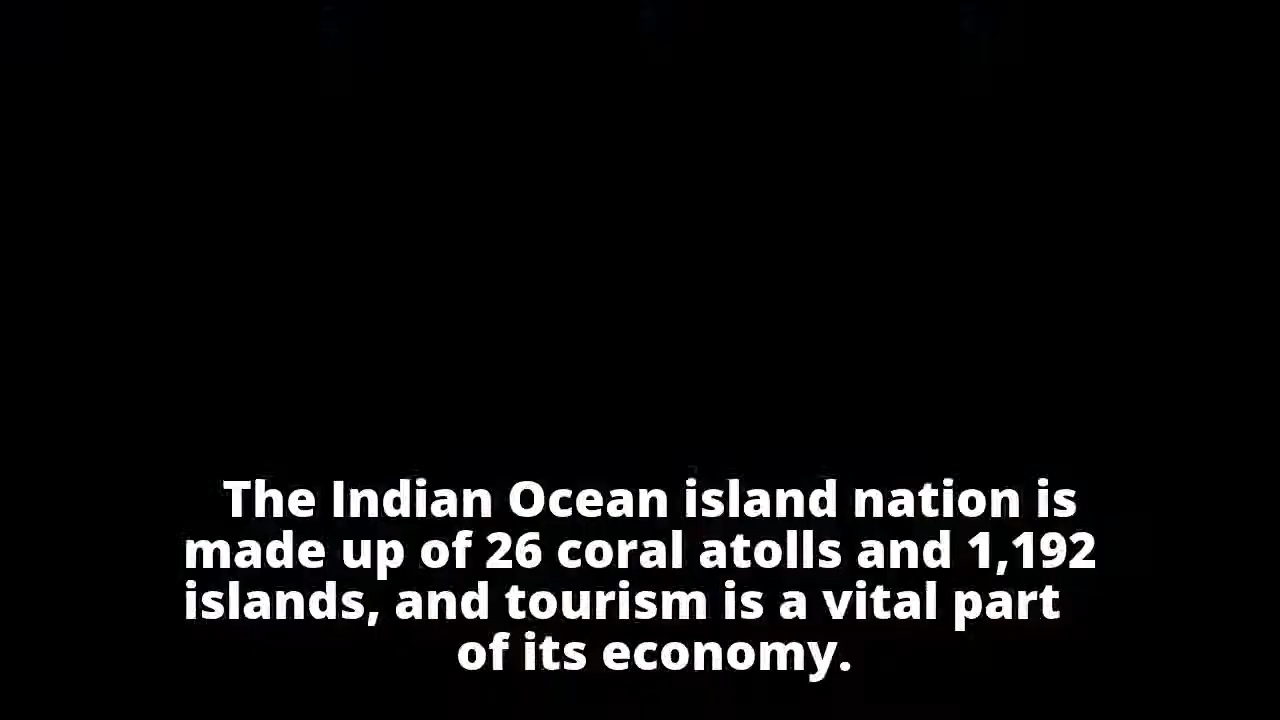 The Indian Ocean island nation is
made up of 26 coral atolls and 1,192
islands, and tourism is a vital part
of its economy.